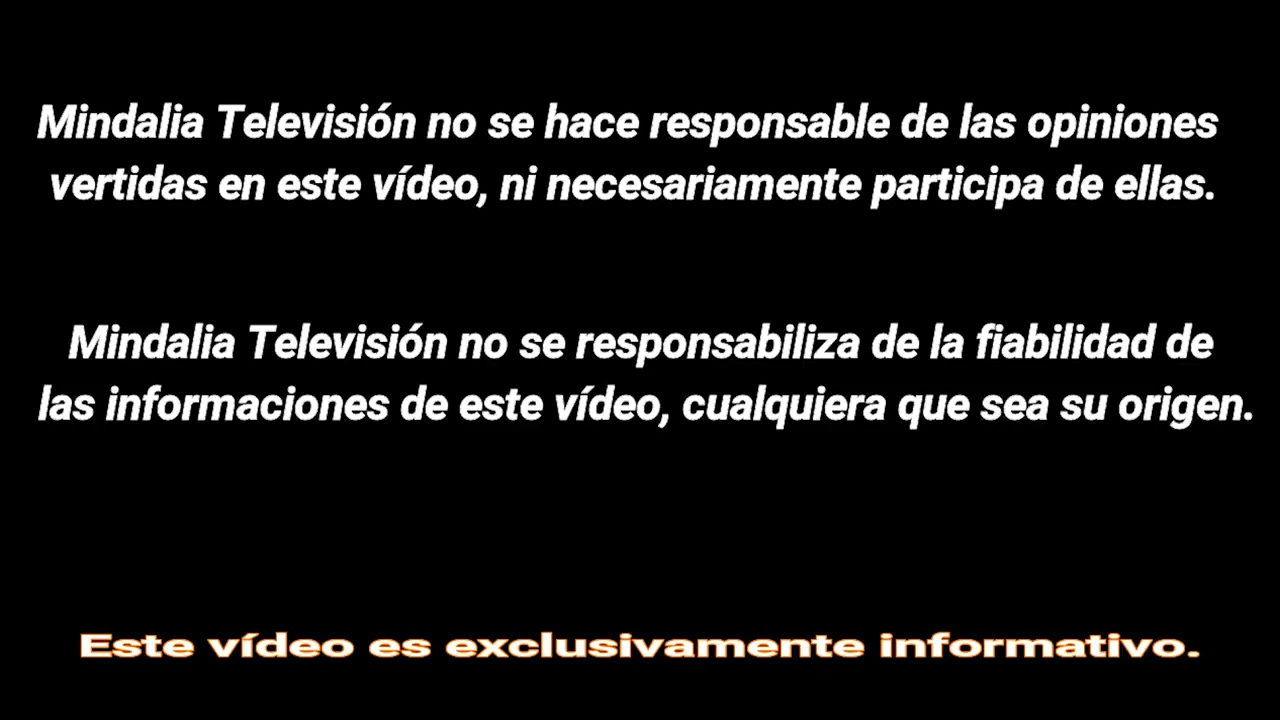 Mindalia Televisión no se hace responsable de las opiniones
vertidas en este vídeo, ni necesariamente participa de ellas.
Mindalia Televisión no se responsabiliza de la fiabilidad de
las informaciones de este vídeo, cualquiera que sea su origen.
Este vídeo es exclusivamente informativo.